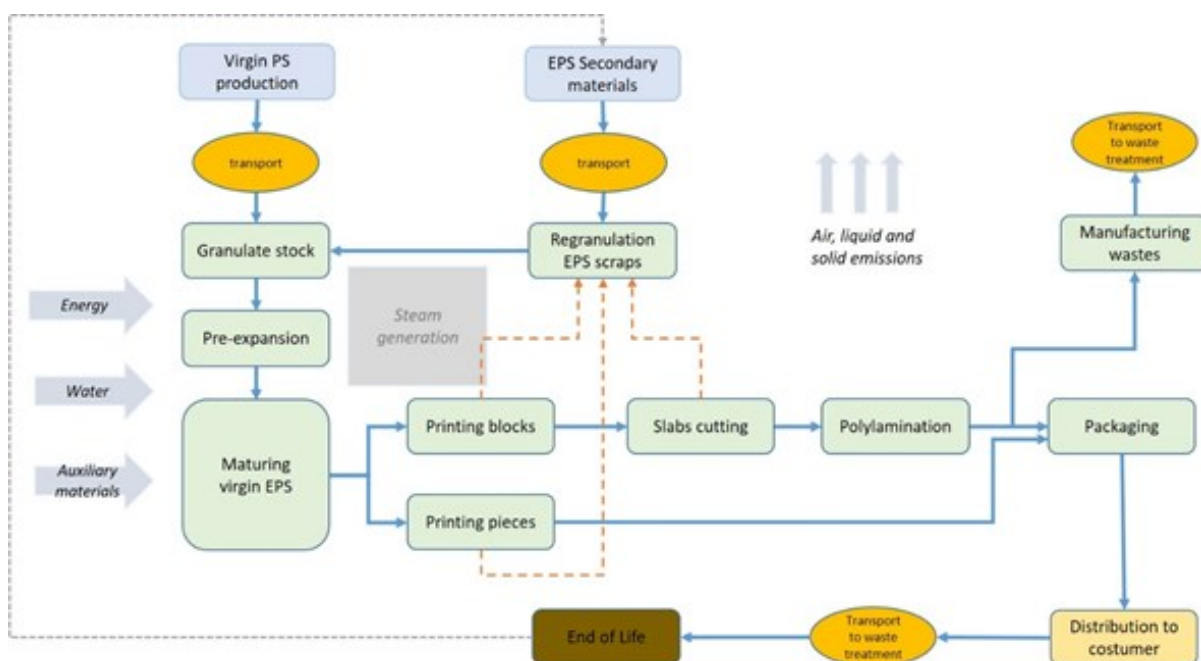 Virgin PS
production
EPS Secondary
materials
Transport
to waste
treatment
transport
transport
Granulate stock
Regranulation
EPS scraps
Air, liquid and
solid emissions
Manufacturing
wastes
Energy
Steam
generation
Pre-expansion
Water
Printing blocks
Slabs cutting
Polylamination
Packaging
Auxiliary
materials
Maturing
virgin EPS
Printing pieces
End of Life
Transport
to waste
treatment
Distribution to
costumer